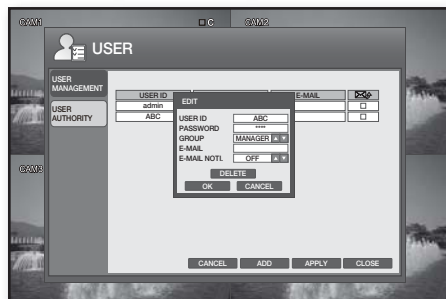 CAM1
C
CAM2
USER
USER MANAGEMENT
USER AUTHORITY
USER ID
E-MAIL
admin
ABC
EDIT
USER ID ABC
PASSWORD ****
GROUP MANAGER
E-MAIL
E-MAIL NOTI. OFF
DELETE
OK CANCEL
CAM3
CANCEL ADD APPLY CLOSE